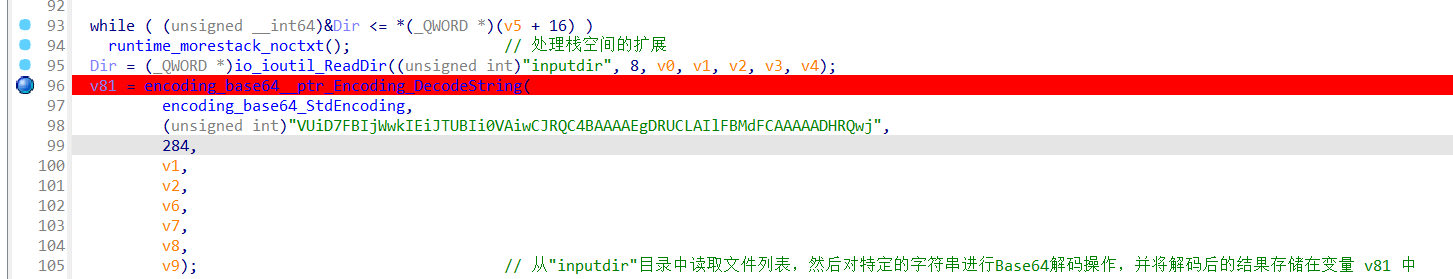 92
93 while ( (unsigned __int64)&Dir <= *(_QWORD *)(v5 + 16) )
94 runtime_morestack_noctxt(); // 处理栈空间的扩展
95 Dir = (_QWORD *)io_ioutil_ReadDir((unsigned int)"inputdir", 8, v0, v1, v2, v3, v4);
96 v81 = encoding_base64__ptr_Encoding_DecodeString(
97 encoding_base64_StdEncoding,
98 (unsigned int)"VUiD7FBIjWwkIEiJTUBIi0VAiwCJRQC4BAAAAEgDRUCLAIlFBMdFCAAAAADHRQwj",
99 284,
100 v1,
101 v2,
102 v6,
103 v7,
104 v8,
105 v9); // 从"inputdir"目录中读取文件列表，然后对特定的字符串进行Base64解码操作，并将解码后的结果存储在变量 v81 中